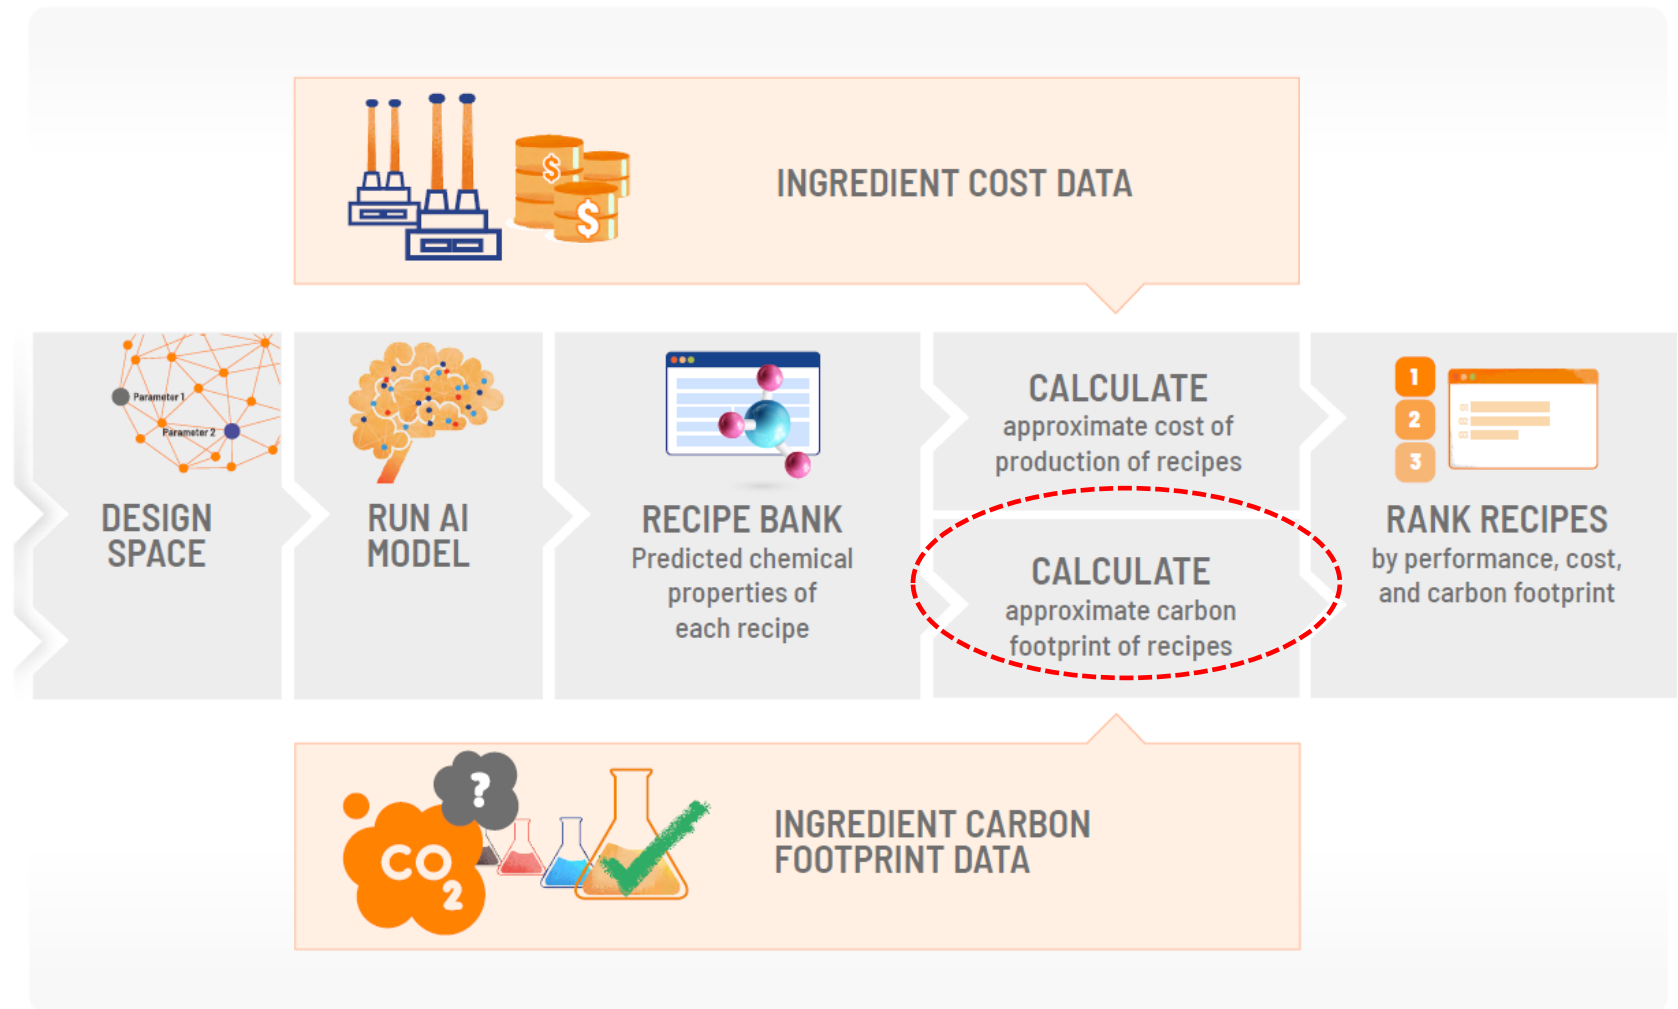 $
$
INGREDIENT COST DATA
Parameter 1
Parameter 2
DESIGN
SPACE
RUN AI
MODEL
RECIPE BANK
Predicted chemical
properties of
each recipe
CALCULATE
approximate cost of
production of recipes
CALCULATE
approximate carbon
footprint of recipes
1
2
3
RANK RECIPES
by performance, cost,
and carbon footprint
?
CO2
INGREDIENT CARBON
FOOTPRINT DATA